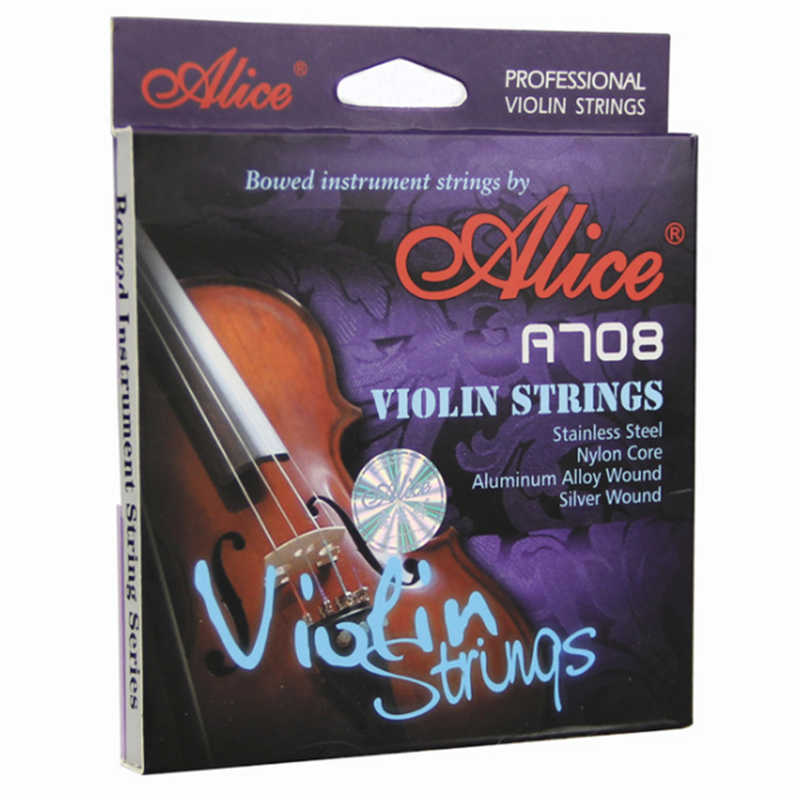 Alice®
PROFESSIONAL
VIOLIN STRINGS
Bowed instrument strings by
Alice®
A708
VIOLIN STRINGS
Stainless Steel
Nylon Core
Aluminum Alloy Wound
Silver Wound
Alice
Violin
Strings
Bowed Instrument String Series